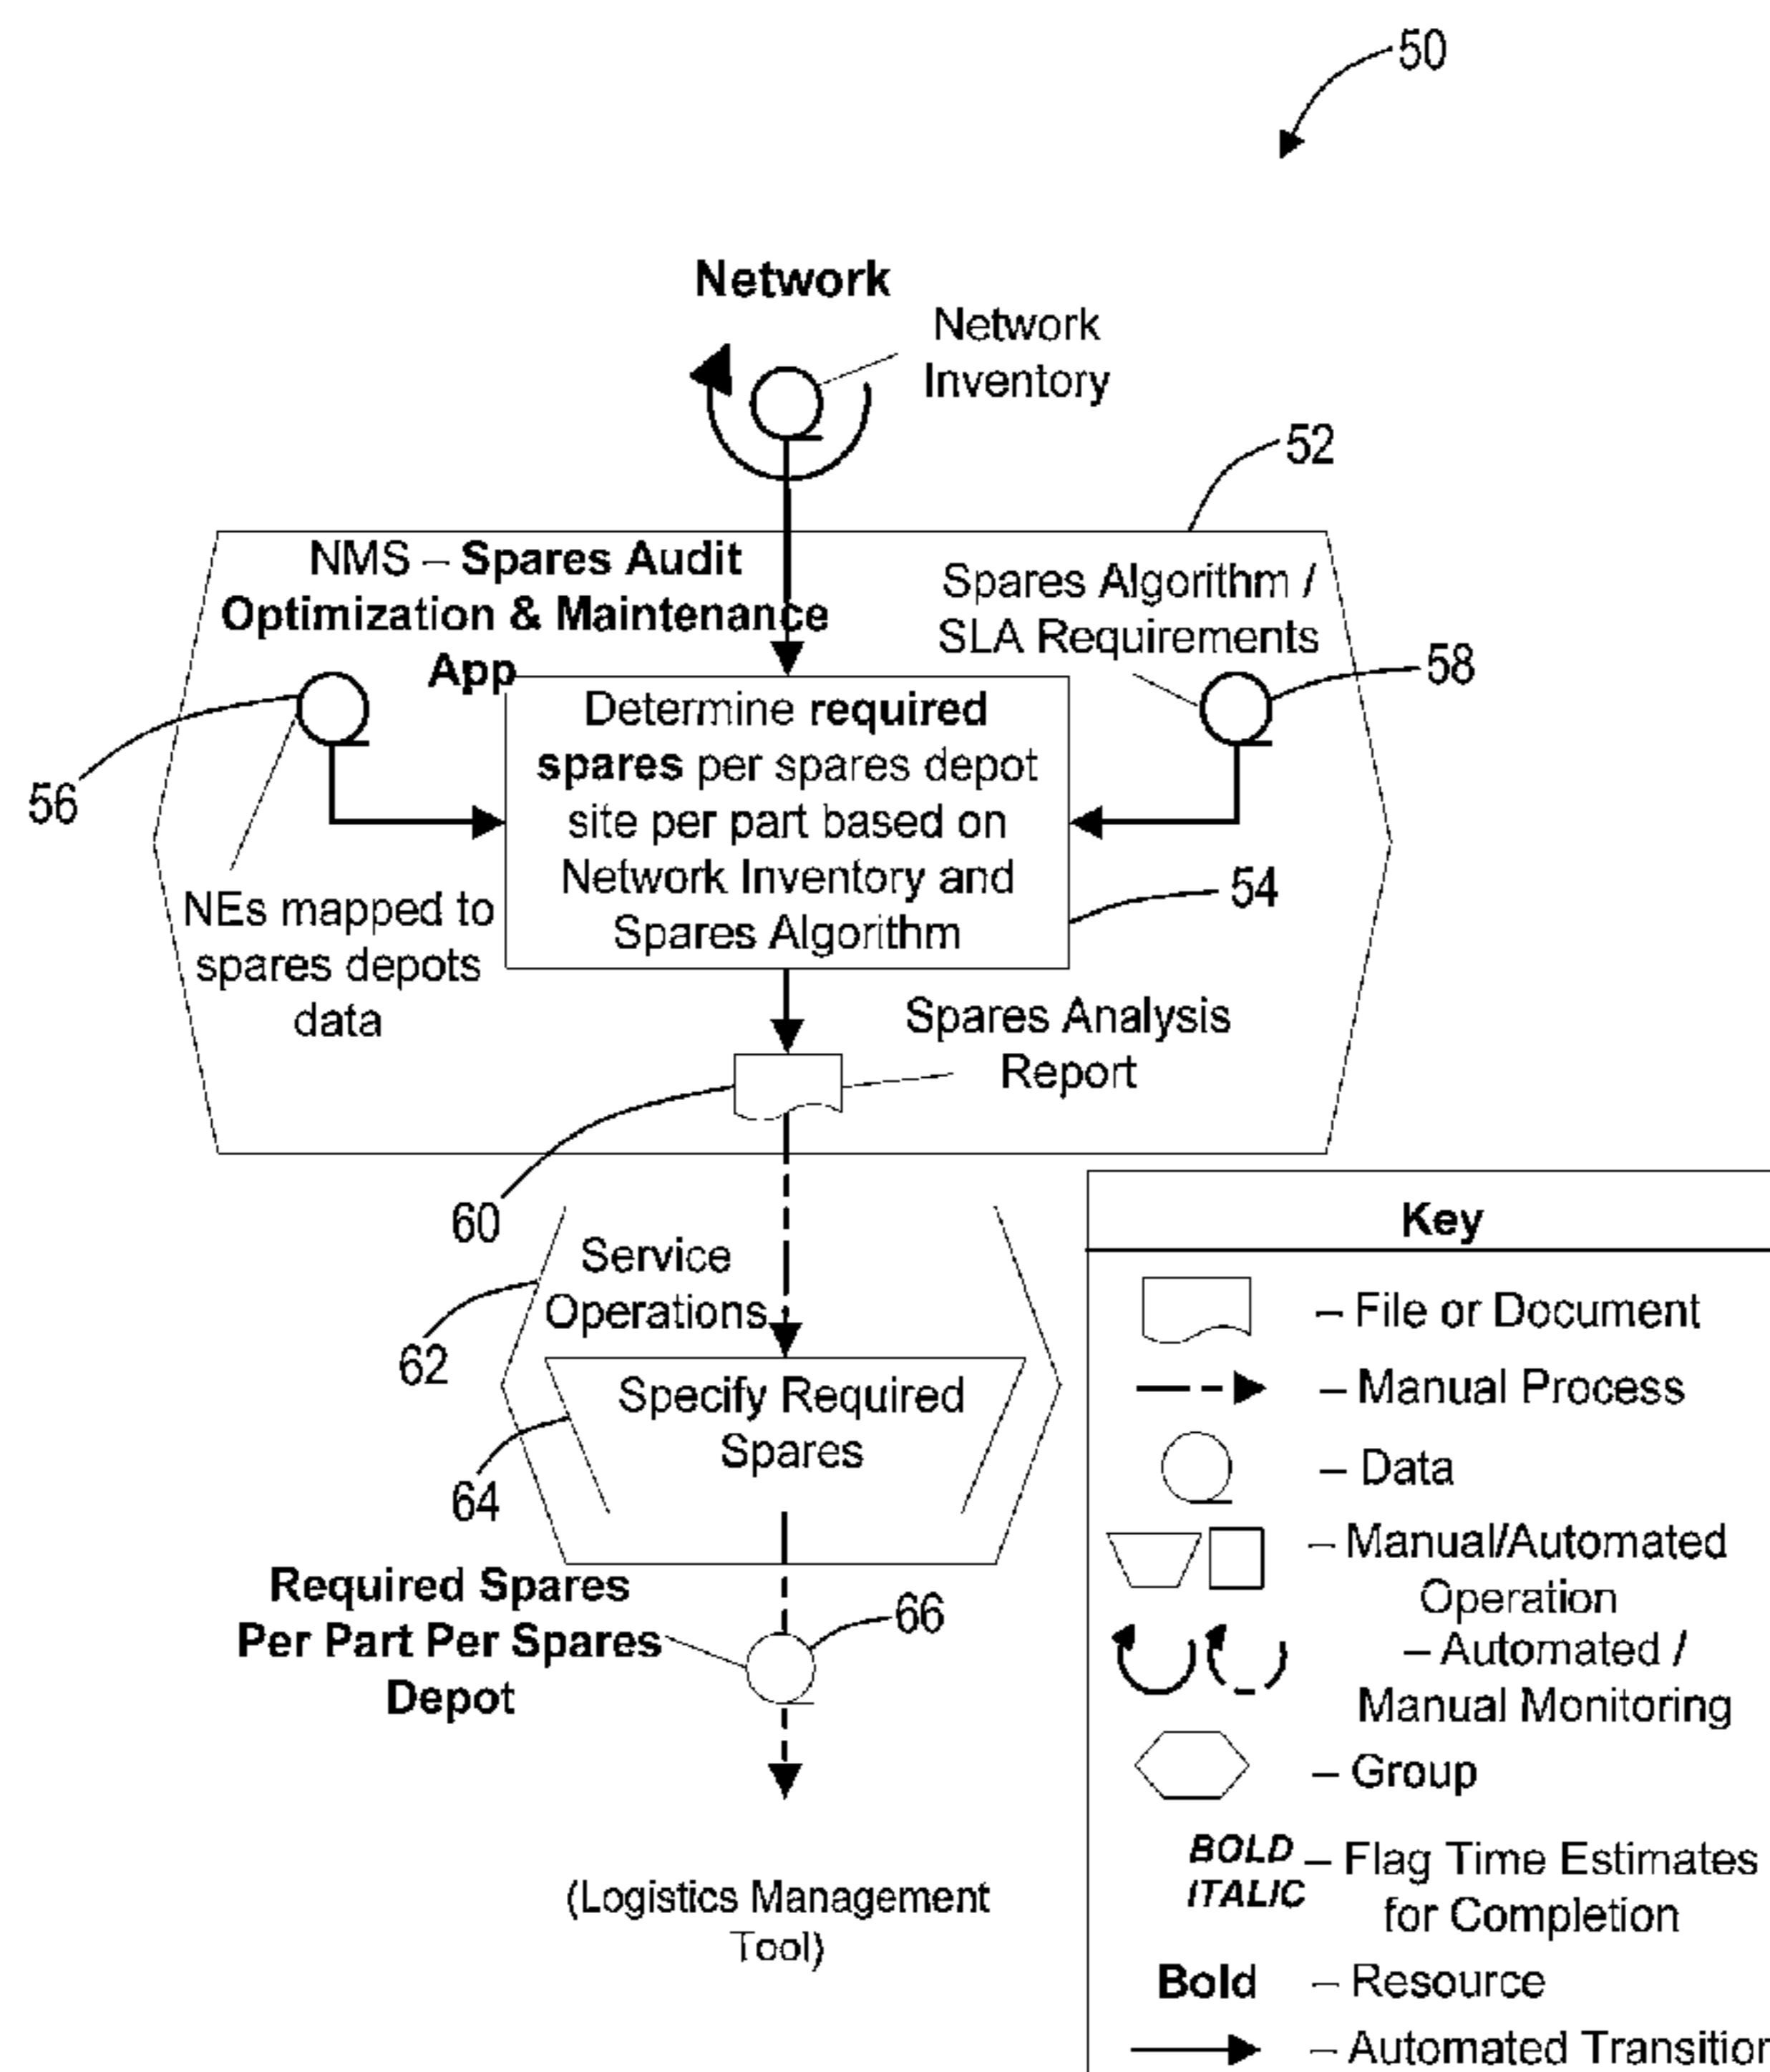 50
Network
Network
Inventory
52
NMS – Spares Audit
Optimization & Maintenance
App
Spares Algorithm /
SLA Requirements
58
56
Determine required
spares per spares depot
site per part based on
Network Inventory and
Spares Algorithm
54
NEs mapped to
spares depots
data
Spares Analysis
Report
60
Service
Operations
62
Specify Required
Spares
64
Required Spares
Per Part Per Spares
Depot
66
(Logistics Management
Tool)
Key
– File or Document
– Manual Process
– Data
– Manual/Automated
Operation
– Automated /
Manual Monitoring
– Group
BOLD
ITALIC
– Flag Time Estimates
for Completion
Bold – Resource
– Automated Transition